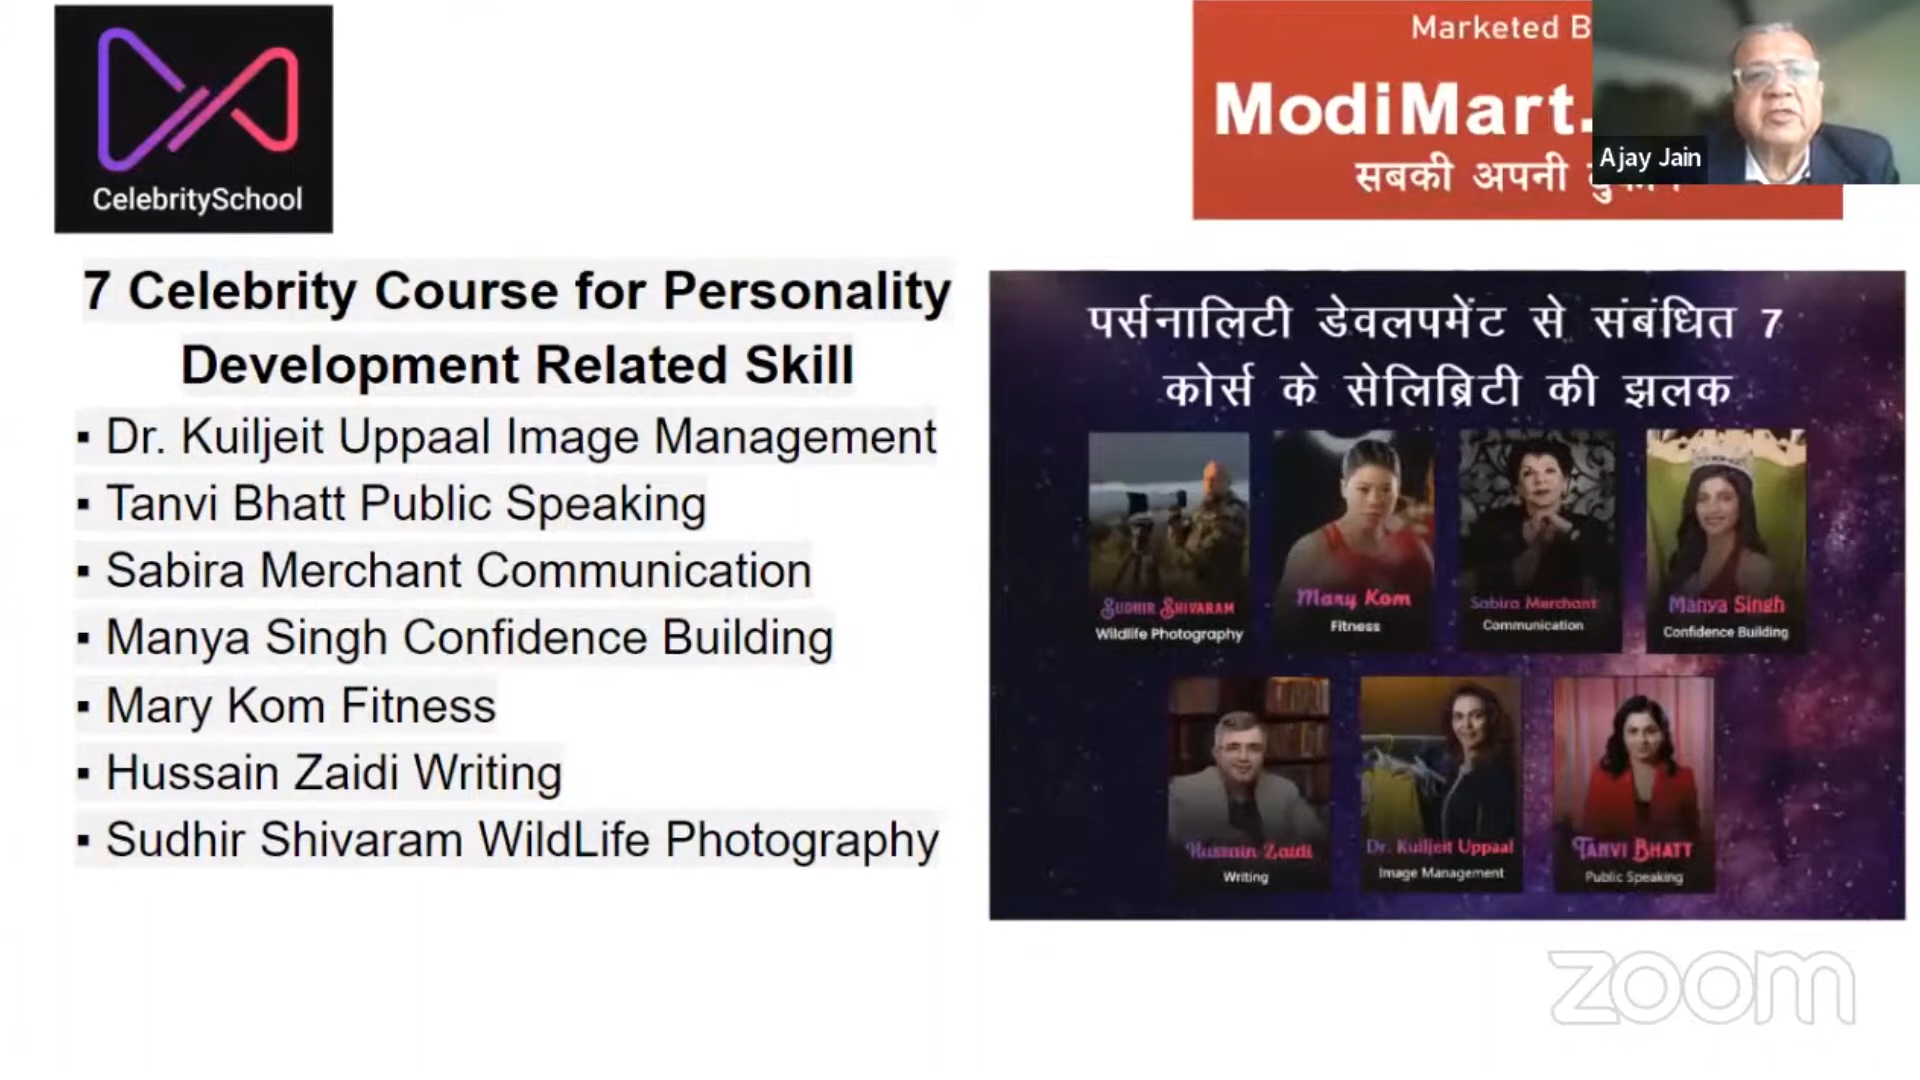 CelebritySchool
Marketed B
ModiMart.
सबकी अपनी
Ajay Jain
7 Celebrity Course for Personality
Development Related Skill
▪ Dr. Kuiljeit Uppaal Image Management
▪ Tanvi Bhatt Public Speaking
▪ Sabira Merchant Communication
▪ Manya Singh Confidence Building
▪ Mary Kom Fitness
▪ Hussain Zaidi Writing
▪ Sudhir Shivaram WildLife Photography
पर्सनालिटी डेवलपमेंट से संबंधित 7
कोर्स के सेलिब्रिटी की झलक
Sudhir Shivaram
Wildlife Photography
Mary Kom
Fitness
Sabira Merchant
Communication
Manya Singh
Confidence Building
Hussain Zaidi
Writing
Dr. Kuiljeit Uppaal
Image Management
Tanvi Bhatt
Public Speaking
zoom